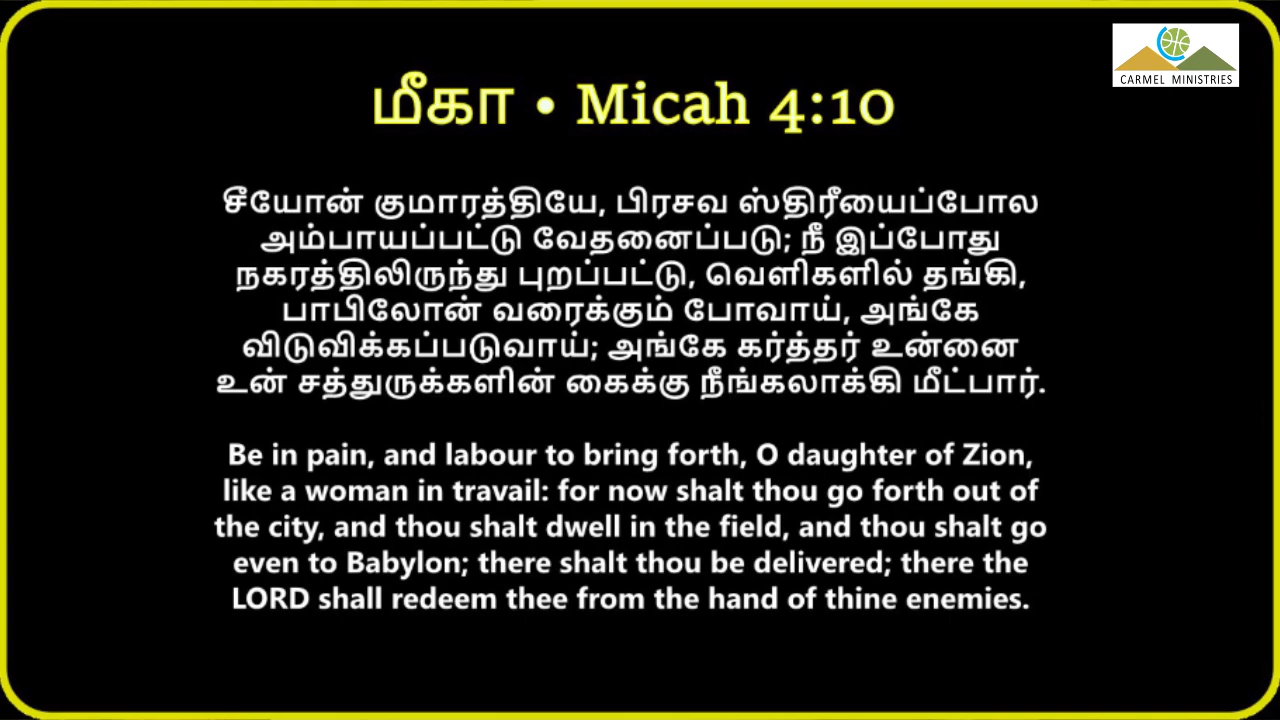 CARMEL MINISTRIES
மீகா • Micah 4:10
சீயோன் குமாரத்தியே, பிரசவ ஸ்திரீயைப்போல
அம்பாயப்பட்டு வேதனைப்படு; நீ இப்போது
நகரத்திலிருந்து புறப்பட்டு, வெளிகளில் தங்கி,
பாபிலோன் வரைக்கும் போவாய், அங்கே
விடுவிக்கப்படுவாய்; அங்கே கர்த்தர் உன்னை
உன் சத்துருக்களின் கைக்கு நீங்கலாக்கி மீட்பார்.
Be in pain, and labour to bring forth, O daughter of Zion,
like a woman in travail: for now shalt thou go forth out of
the city, and thou shalt dwell in the field, and thou shalt go
even to Babylon; there shalt thou be delivered; there the
LORD shall redeem thee from the hand of thine enemies.